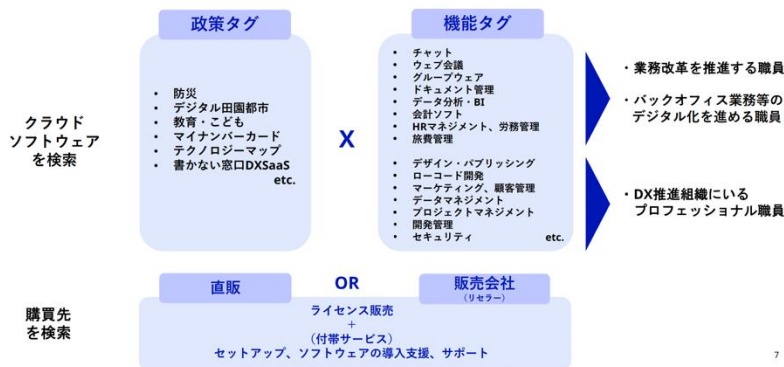 政策タグ
機能タグ
クラウド
ソフトウェア
を検索
• 防災
• デジタル田園都市
• 教育・こども
• マイナンバーカード
• テクノロジーマップ
• 書かない窓口DXSaaS
etc.
X
• チャット
• ウェブ会議
• グループウェア
• ドキュメント管理
• データ分析・BI
• 会計ソフト
• HRマネジメント、労務管理
• 旅費管理
• デザイン・パブリッシング
• ローコード開発
• マーケティング、顧客管理
• データマネジメント
• プロジェクトマネジメント
• 開発管理
• セキュリティ etc.
・業務改革を推進する職員
・バックオフィス業務等の
デジタル化を進める職員
・DX推進組織にいる
プロフェッショナル職員
購買先
を検索
直販
OR
販売会社
(リセラー)
ライセンス販売
+
(付帯サービス)
セットアップ、ソフトウェアの導入支援、サポート
7